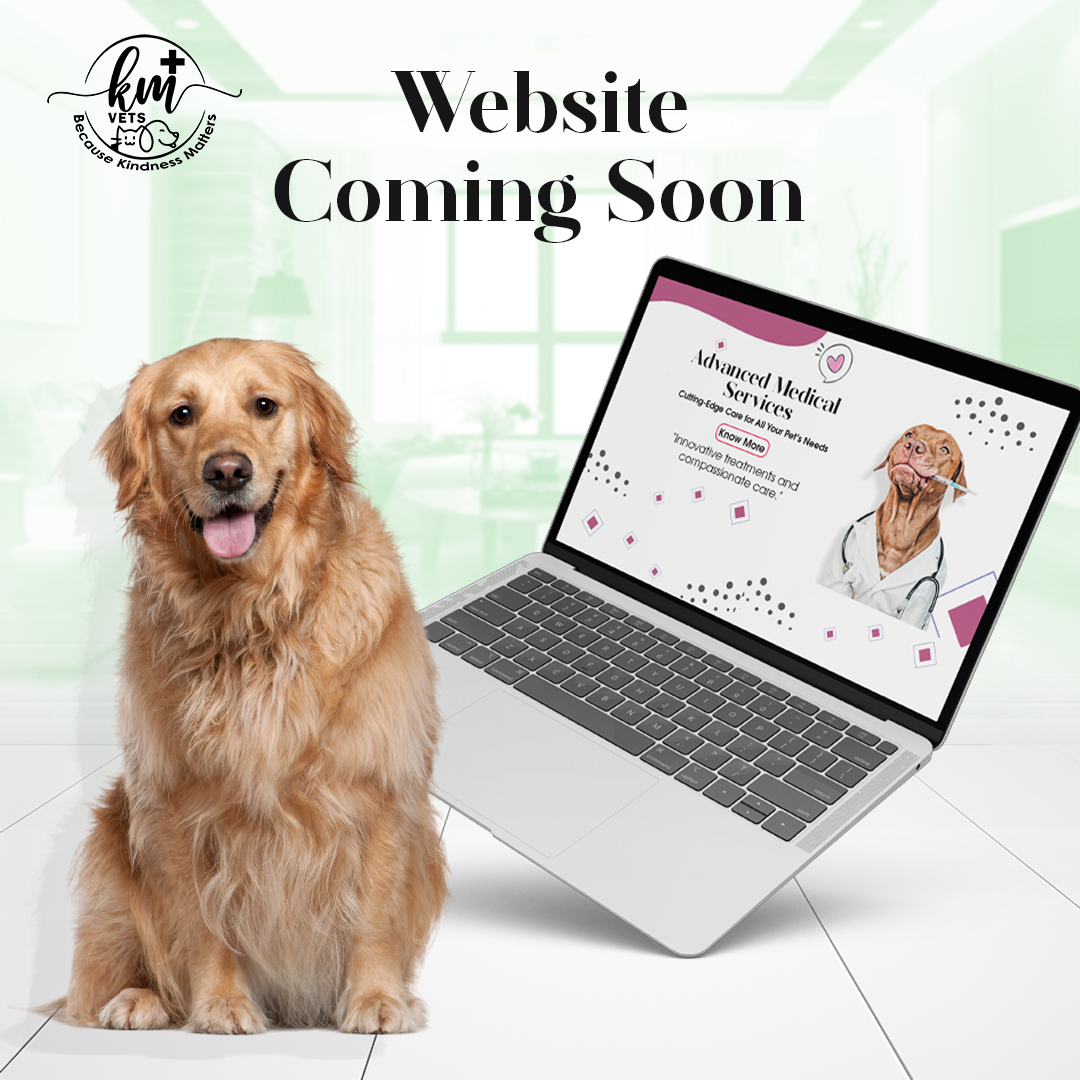 km
VETS
Because Kindness Matters
Website
Coming Soon
Advanced Medical
Services
Cutting-Edge Care for All Your Pet's Needs
Know More
"Innovative treatments and
compassionate care."